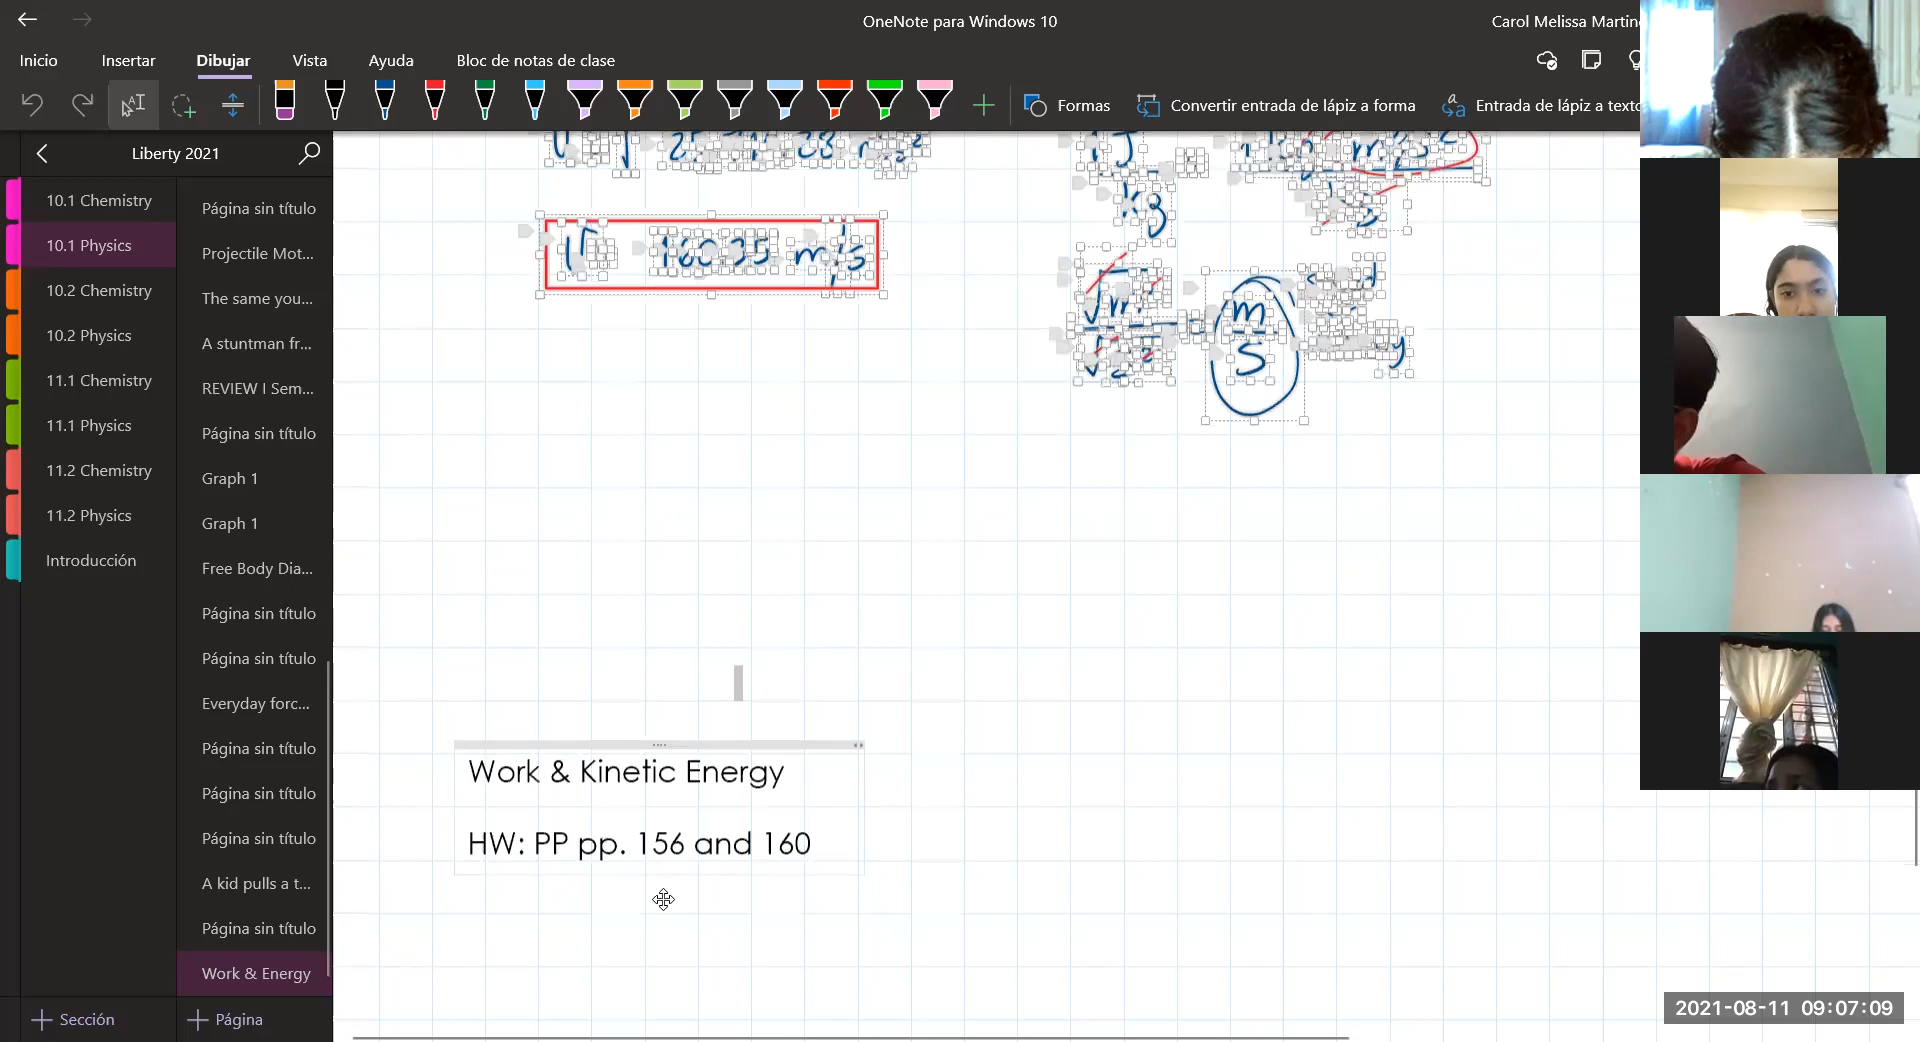 OneNote para Windows 10
Inicio
Insertar
Dibujar
Vista
Ayuda
Bloc de notas de clase
Formas
Convertir entrada de lápiz a forma
Entrada de lápiz a texto
Liberty 2021
10.1 Chemistry
10.1 Physics
10.2 Chemistry
10.2 Physics
11.1 Chemistry
11.1 Physics
11.2 Chemistry
11.2 Physics
Introducción
Sección
Página sin título
Projectile Mot...
The same you...
A stuntman fr...
REVIEW I Sem...
Página sin título
Graph 1
Graph 1
Free Body Dia...
Página sin título
Página sin título
Everyday forc...
Página sin título
Página sin título
Página sin título
A kid pulls a t...
Página sin título
Work & Energy
Página
kg
m
s
Work & Kinetic Energy
HW: PP pp. 156 and 160
2021-08-11 09:07:09